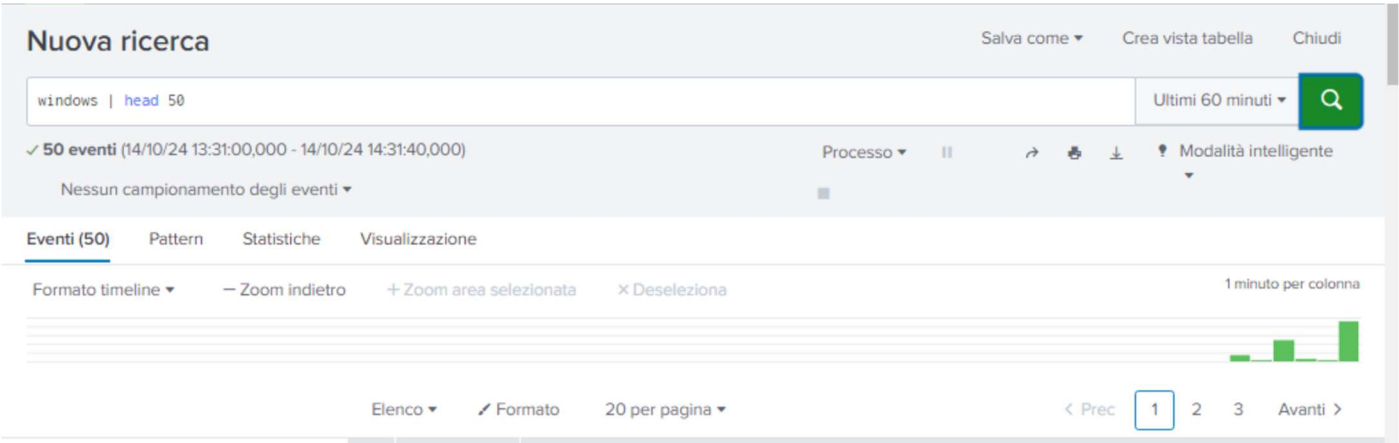 Nuova ricerca
Salva come Crea vista tabella Chiudi
windows | head 50
Ultimi 60 minuti
50 eventi (14/10/24 13:31:00,000 - 14/10/24 14:31:40,000)
Processo
Modalità intelligente
Nessun campionamento degli eventi
Eventi (50) Pattern Statistiche Visualizzazione
Formato timeline — Zoom indietro + Zoom area selezionata × Deseleziona
1 minuto per colonna
Elenco Formato 20 per pagina < Prec 1 2 3 Avanti >